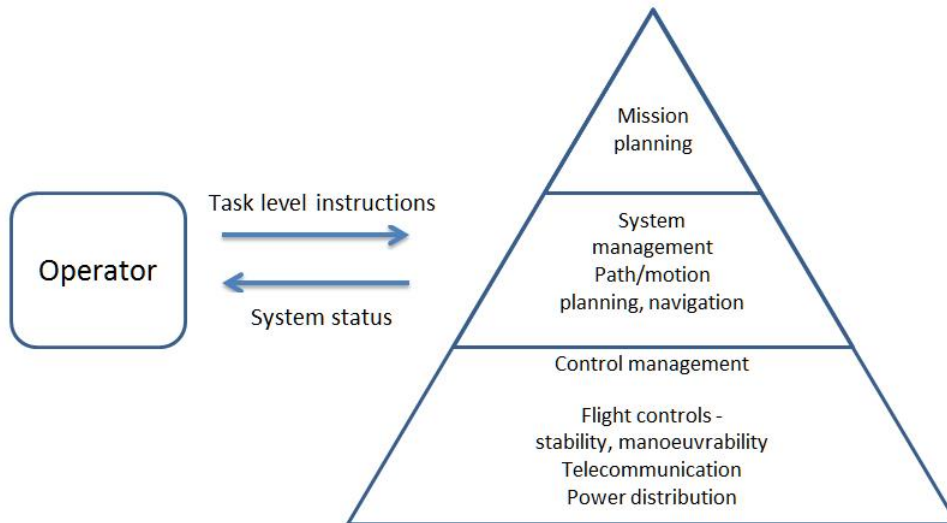 Mission
planning
Task level instructions
Operator
System status
System
management
Path/motion
planning, navigation
Control management
Flight controls -
stability, manoeuvrability
Telecommunication
Power distribution